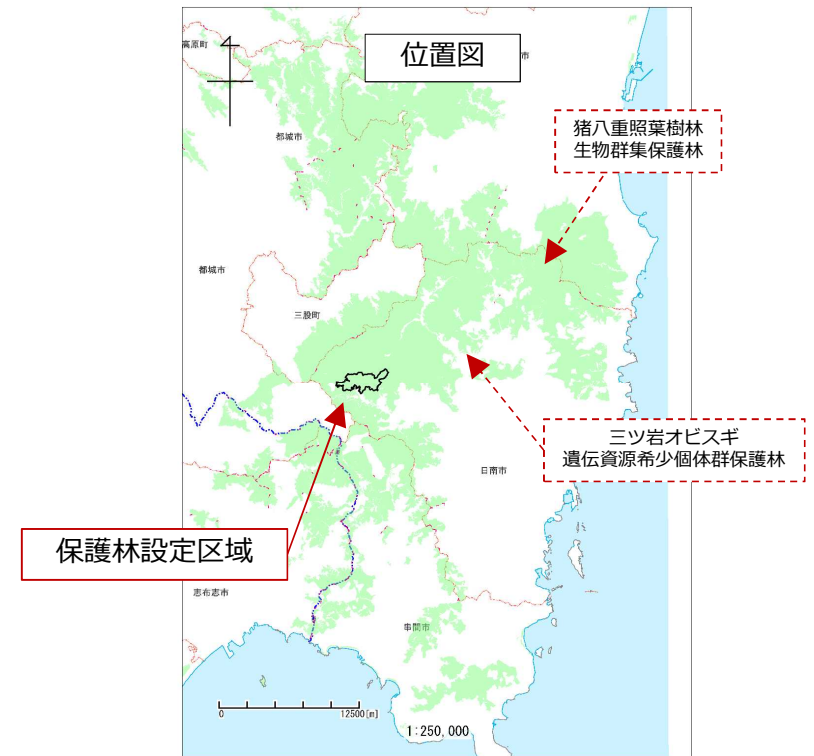 位置図
高原町
市
都城市
猪八重照葉樹林
生物群集保護林
都城市
三股町
三ツ岩オビスギ
遺伝資源希少個体群保護林
日南市
保護林設定区域
志布志市
串間市
0
12500[m]
1:250,000